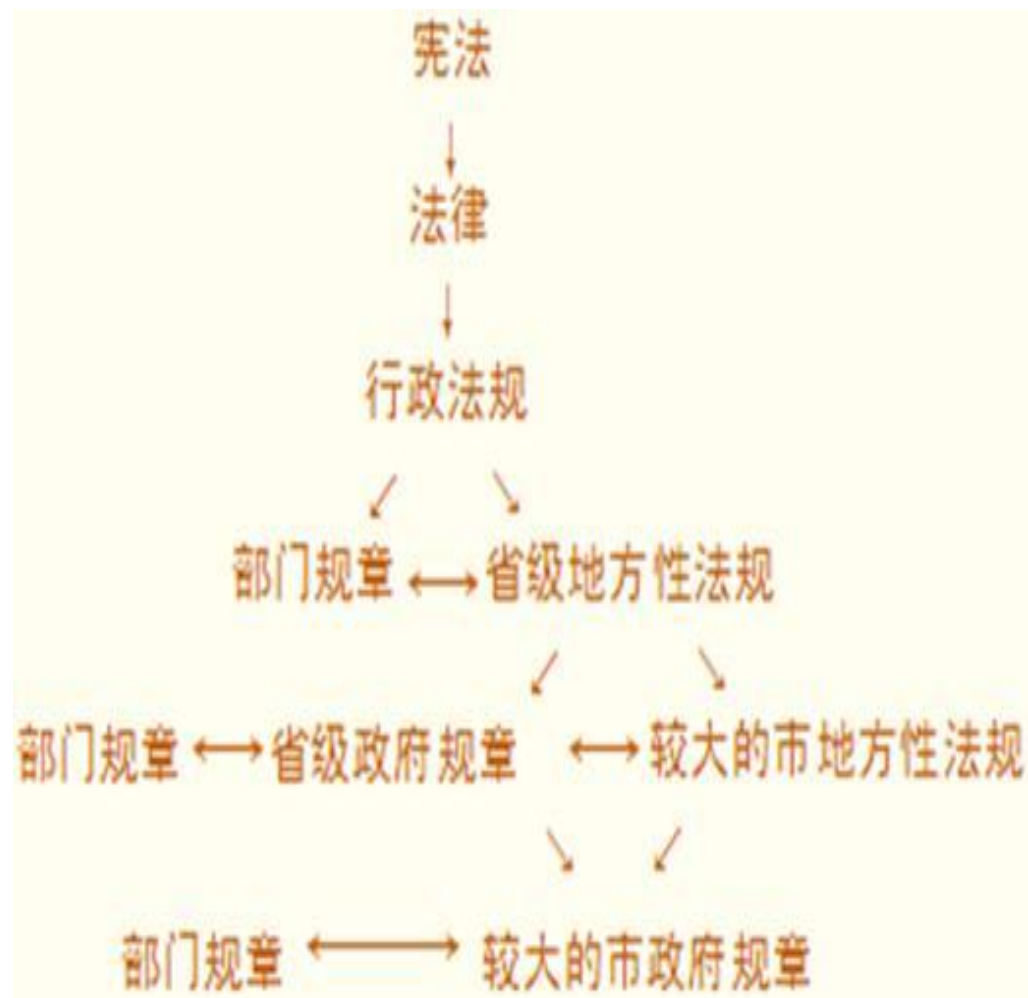 宪法
法律
行政法规
部门规章 省级地方性法规
部门规章 省级政府规章 较大的市地方性法规
部门规章 较大的市政府规章